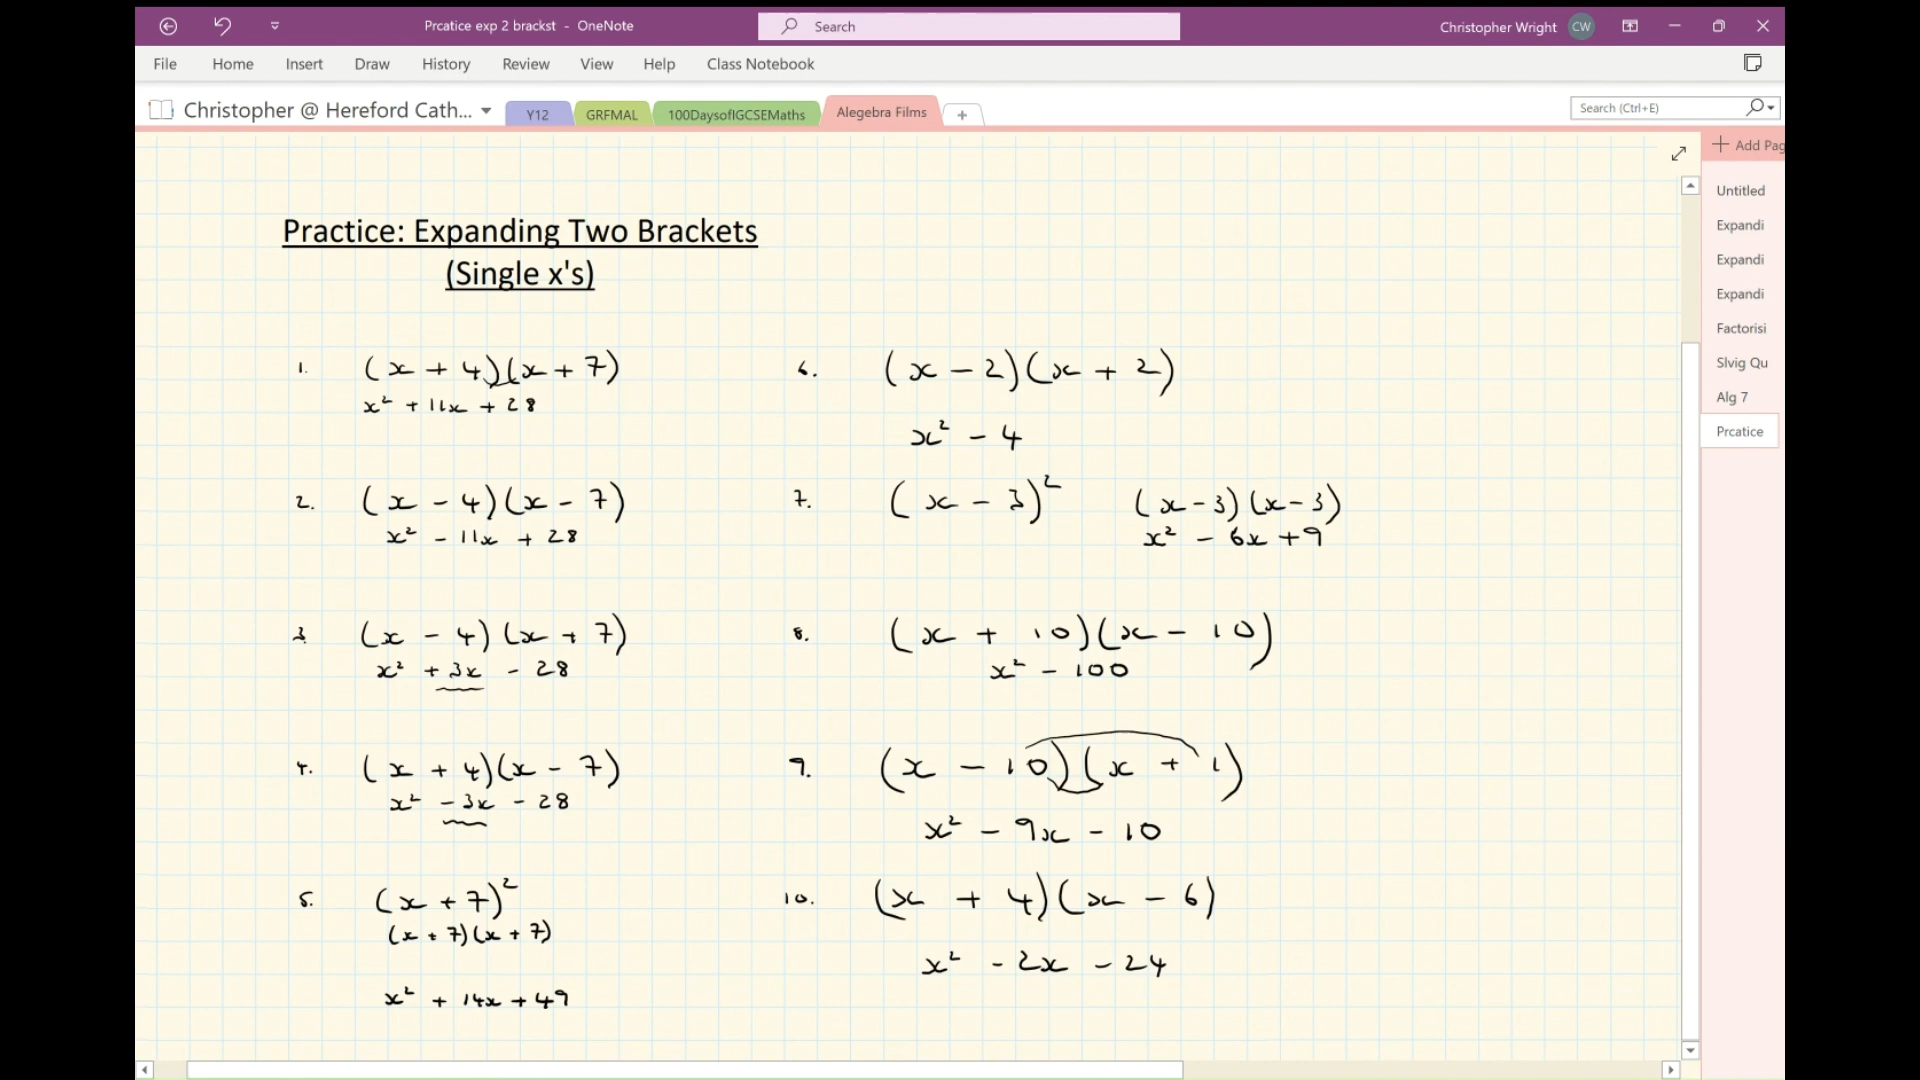 Prcatice exp 2 brackst - OneNote
Search
Christopher Wright
CW
File Home Insert Draw History Review View Help Class Notebook
Christopher @ Hereford Cath...
Y12
GRFMAL
100DaysofIGCSEMaths
Alegebra Films
+
Search (Ctrl+E)
Add Pag
Untitled
Expandi
Expandi
Expandi
Factorisi
Slvig Qu
Alg 7
Prcatice
Practice: Expanding Two Brackets
(Single x's)
1. (x + 4)(x + 7)
x² + 11x + 28
2. (x - 4)(x - 7)
x² - 11x + 28
3. (x - 4)(x + 7)
x² + 3x - 28
4. (x + 4)(x - 7)
x² - 3x - 28
5. (x + 7)²
(x + 7)(x + 7)
x² + 14x + 49
6. (x - 2)(x + 2)
x² - 4
7. (x - 3)² (x - 3)(x - 3)
x² - 6x + 9
8. (x + 10)(x - 10)
x² - 100
9. (x - 10)(x + 1)
x² - 9x - 10
10. (x + 4)(x - 6)
x² - 2x - 24